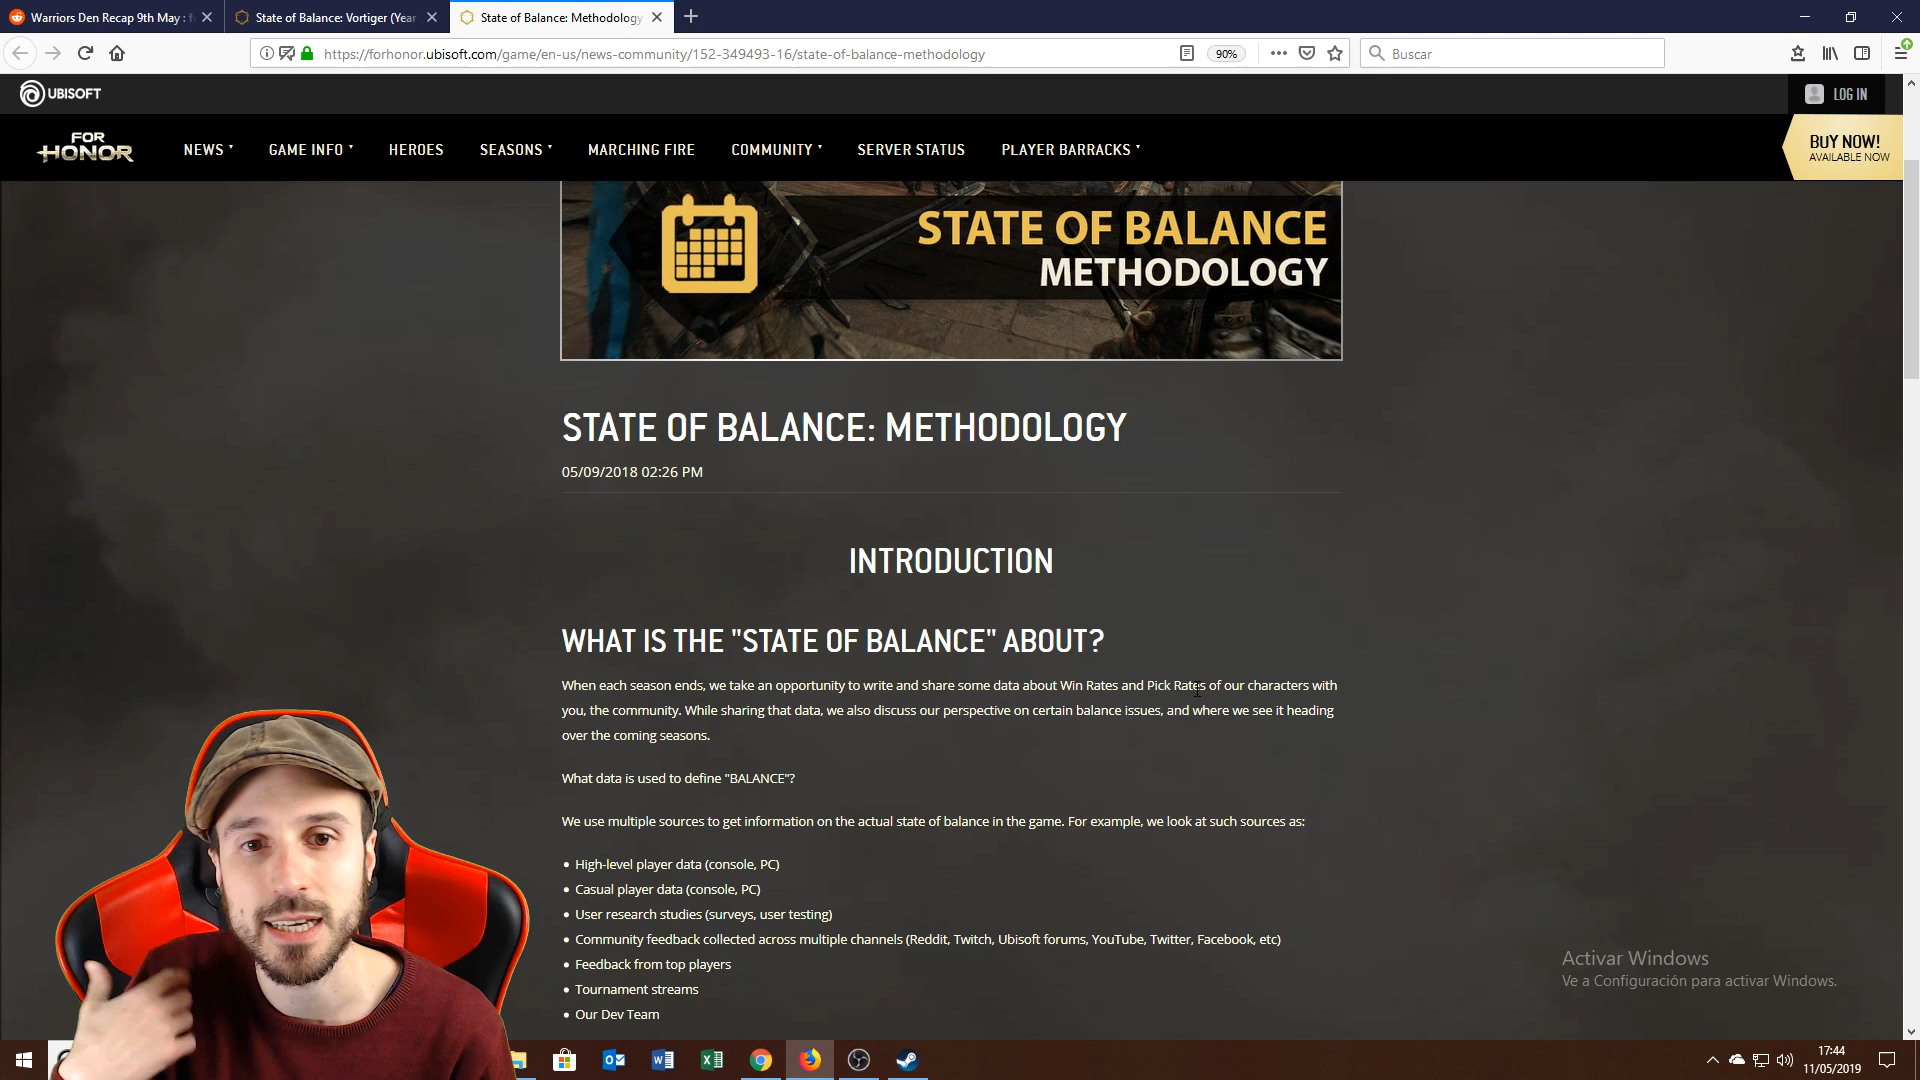 Warriors Den Recap 9th May : f
State of Balance: Vortiger (Year
State of Balance: Methodology
https://forhonor.ubisoft.com/game/en-us/news-community/152-349493-16/state-of-balance-methodology
90%
Buscar
UBISOFT
LOG IN
FOR HONOR
NEWS
GAME INFO
HEROES
SEASONS
MARCHING FIRE
COMMUNITY
SERVER STATUS
PLAYER BARRACKS
BUY NOW!
AVAILABLE NOW
STATE OF BALANCE
METHODOLOGY
STATE OF BALANCE: METHODOLOGY
05/09/2018 02:26 PM
INTRODUCTION
WHAT IS THE "STATE OF BALANCE" ABOUT?
When each season ends, we take an opportunity to write and share some data about Win Rates and Pick Rates of our characters with
you, the community. While sharing that data, we also discuss our perspective on certain balance issues, and where we see it heading
over the coming seasons.
What data is used to define "BALANCE"?
We use multiple sources to get information on the actual state of balance in the game. For example, we look at such sources as:
• High-level player data (console, PC)
• Casual player data (console, PC)
• User research studies (surveys, user testing)
• Community feedback collected across multiple channels (Reddit, Twitch, Ubisoft forums, YouTube, Twitter, Facebook, etc)
• Feedback from top players
• Tournament streams
• Our Dev Team
Activar Windows
Ve a Configuración para activar Windows.
17:44
11/05/2019